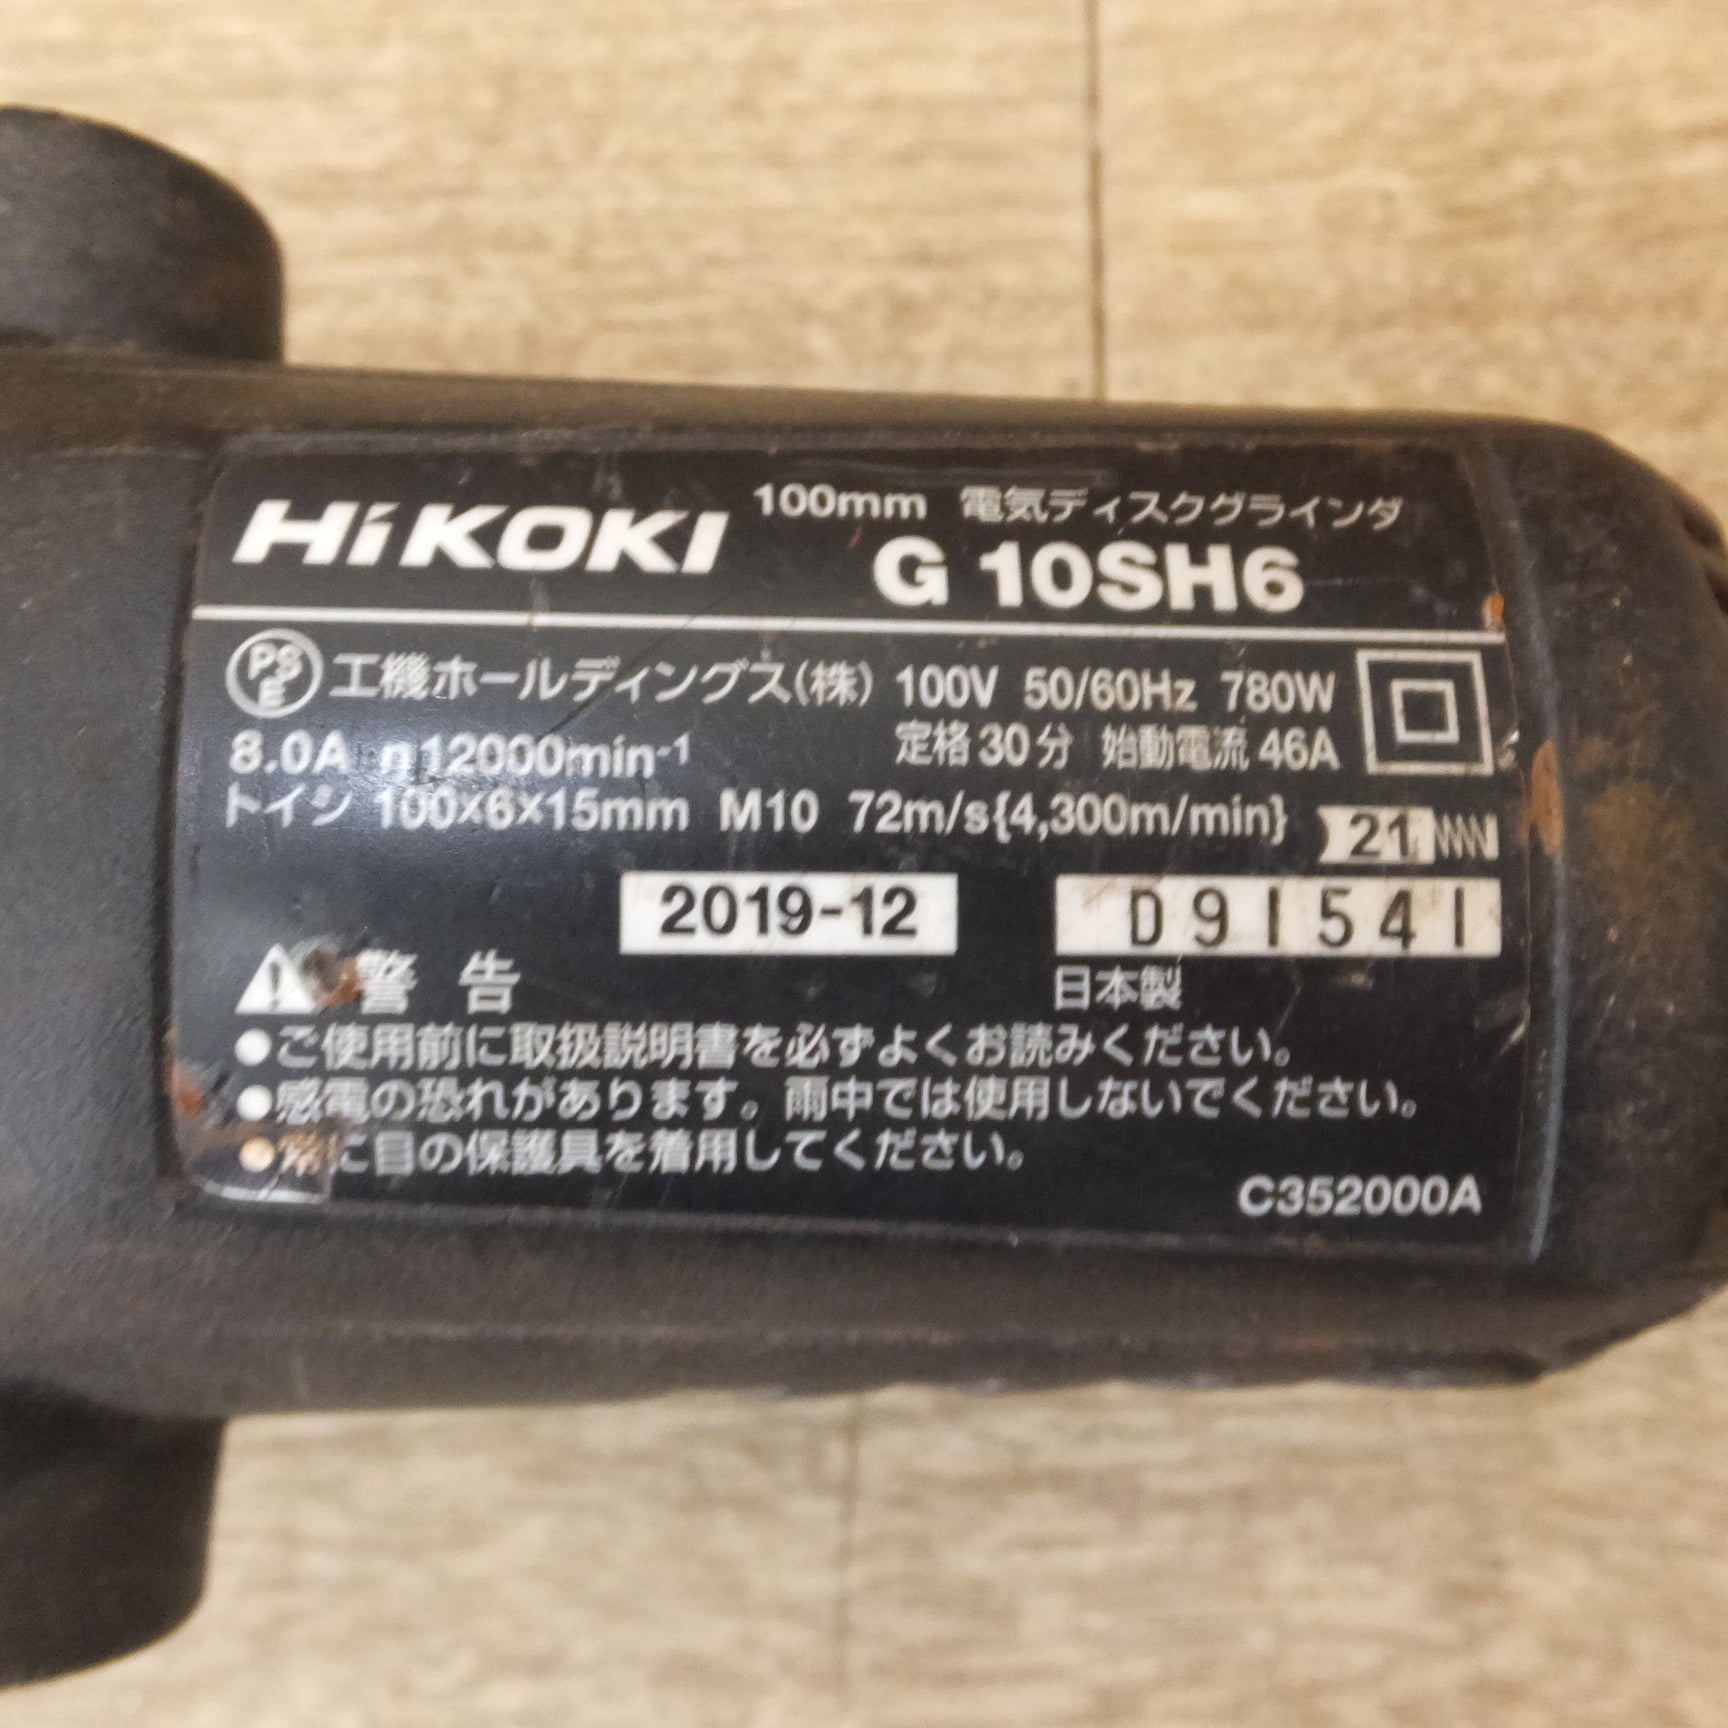 HiKOKI 100mm 電気ディスクグラインダ
G 10SH6
PSE 工機ホールディングス(株) 100V 50/60Hz 780W
8.0A n 12000min-1 定格30分 始動電流46A
トイシ 100×6×15mm M10 72m/s{4,300m/min} 21
2019-12 D91541
警告 日本製
●ご使用前に取扱説明書を必ずよくお読みください。
●感電の恐れがあります。雨中では使用しないでください。
●常に目の保護具を着用してください。
C352000A